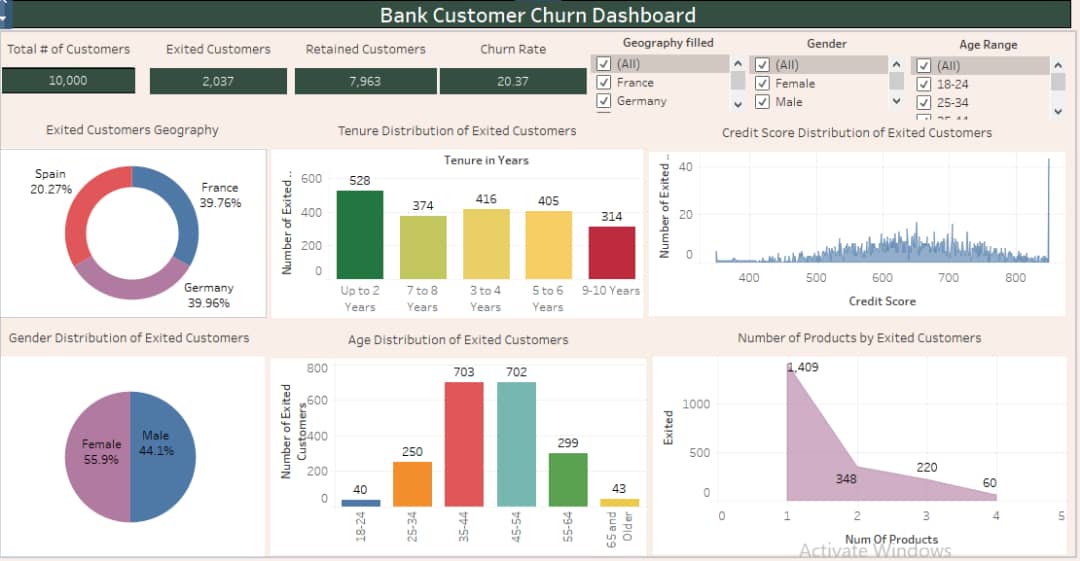 Bank Customer Churn Dashboard
Total # of Customers
Exited Customers
Retained Customers
Churn Rate
10,000
2,037
7,963
20.37
Geography filled
(All)
France
Germany
Gender
(All)
Female
Male
Age Range
(All)
18-24
25-34
Exited Customers Geography
Spain
20.27%
France
39.76%
Germany
39.96%
Tenure Distribution of Exited Customers
Tenure in Years
Number of Exited ..
600
400
200
0
528
374
416
405
314
Up to 2
Years
7 to 8
Years
3 to 4
Years
5 to 6
Years
9-10 Years
Credit Score Distribution of Exited Customers
Number of Exited ..
40
20
0
400
500
600
700
800
Credit Score
Gender Distribution of Exited Customers
Female
55.9%
Male
44.1%
Age Distribution of Exited Customers
Number of Exited
Customers
800
600
400
200
0
40
250
703
702
299
43
18-24
25-34
35-44
45-54
55-64
65 and
Older
Number of Products by Exited Customers
Exited
1000
500
0
1,409
348
220
60
0
1
2
3
4
5
Num Of Products
Activate Windows